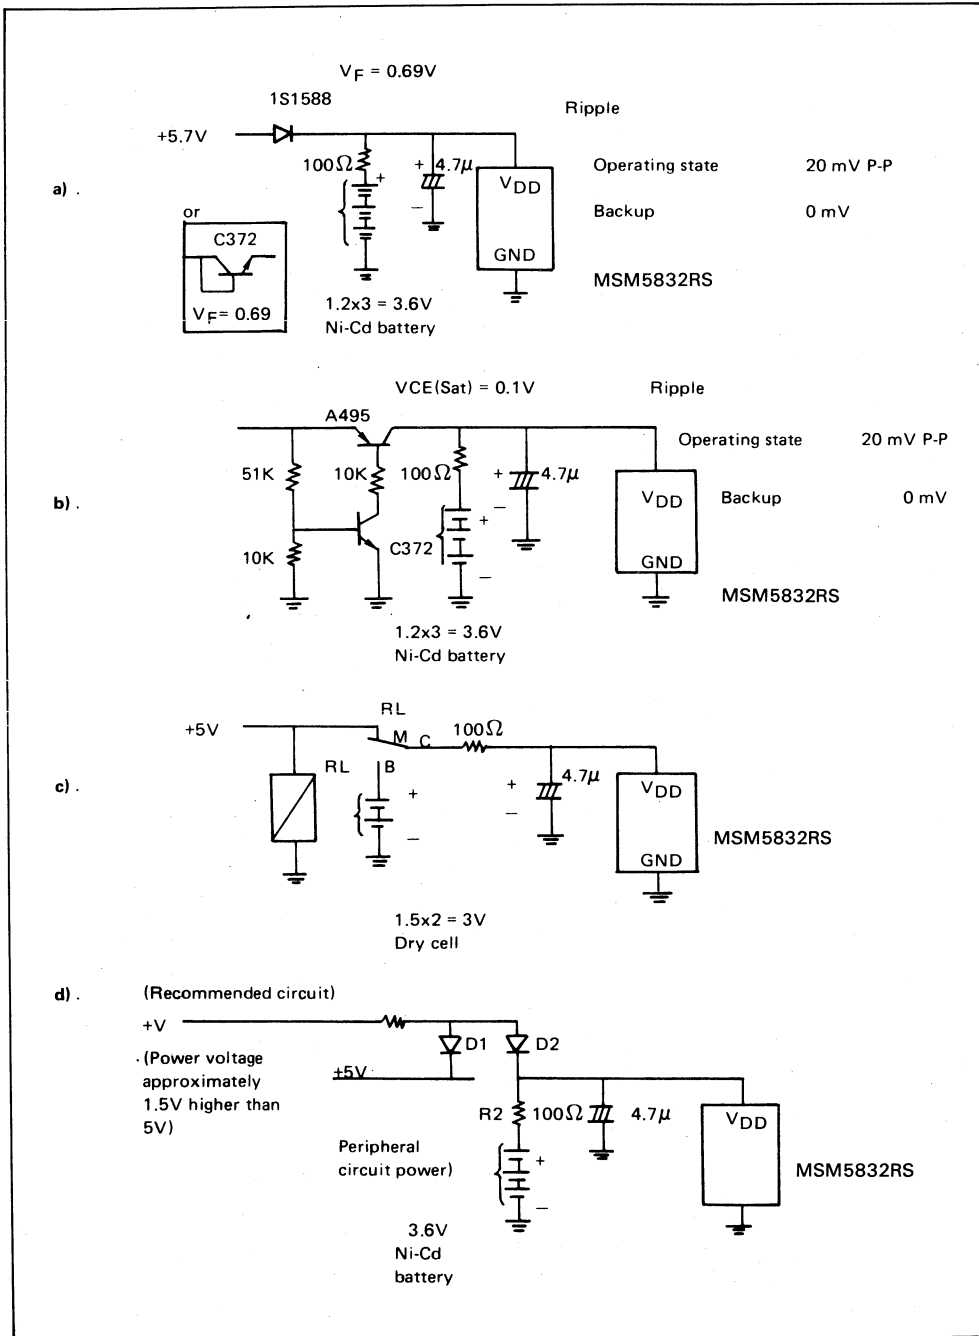 V_F = 0.69V
1S1588
Ripple
+5.7V
100Ω
+
+
4.7μ
−
V_DD
GND
Operating state 20 mV P-P
Backup 0 mV
MSM5832RS
a) .
or
C372
V_F= 0.69
1.2x3 = 3.6V
Ni-Cd battery
VCE(Sat) = 0.1V
Ripple
A495
Operating state 20 mV P-P
51K
10K
100Ω
+
4.7μ
−
V_DD
GND
Backup 0 mV
b) .
10K
C372
+
−
MSM5832RS
1.2x3 = 3.6V
Ni-Cd battery
RL
+5V
M
C
100Ω
RL
B
+
−
+
4.7μ
−
V_DD
GND
c) .
MSM5832RS
1.5x2 = 3V
Dry cell
d) .
(Recommended circuit)
+V
D1
D2
(Power voltage
approximately
1.5V higher than
5V)
+5V
R2
100Ω
4.7μ
V_DD
Peripheral
circuit power)
+
−
MSM5832RS
3.6V
Ni-Cd
battery